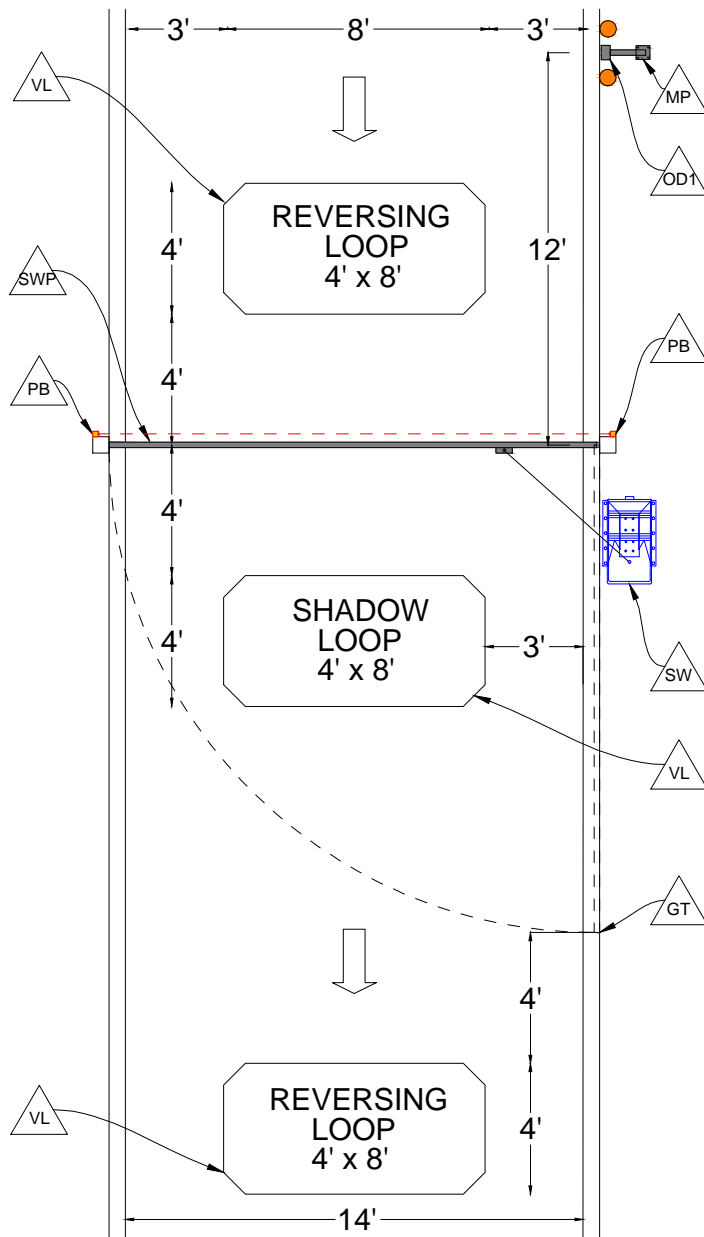 3' 8' 3'
VL
MP
OD1
REVERSING
LOOP
4' x 8'
4'
12'
SWP
4'
PB
PB
4'
SHADOW
LOOP
4' x 8'
4'
3'
SW
VL
GT
4'
REVERSING
LOOP
4' x 8'
4'
VL
14'